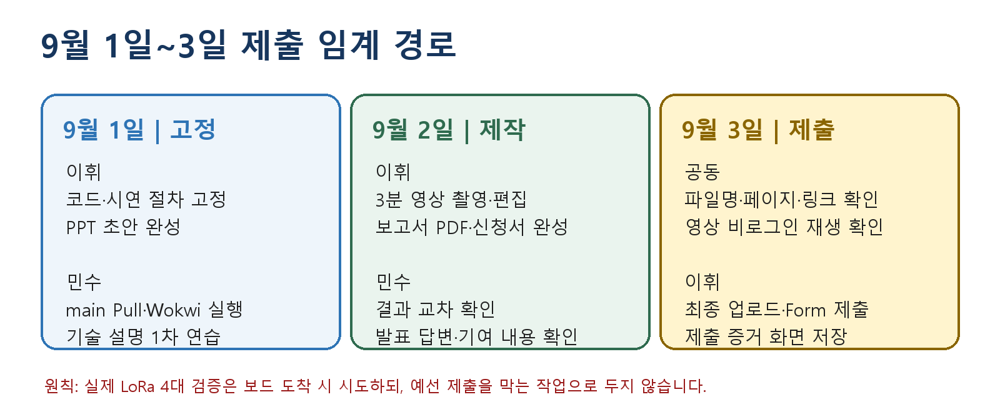 9월 1일~3일 제출 임계 경로
9월 1일 | 고정
이휘
코드·시연 절차 고정
PPT 초안 완성
민수
main Pull·Wokwi 실행
기술 설명 1차 연습
9월 2일 | 제작
이휘
3분 영상 촬영·편집
보고서 PDF·신청서 완성
민수
결과 교차 확인
발표 답변·기여 내용 확인
9월 3일 | 제출
공동
파일명·페이지·링크 확인
영상 비로그인 재생 확인
이휘
최종 업로드·Form 제출
제출 증거 화면 저장
원칙: 실제 LoRa 4대 검증은 보드 도착 시 시도하되, 예선 제출을 막는 작업으로 두지 않습니다.